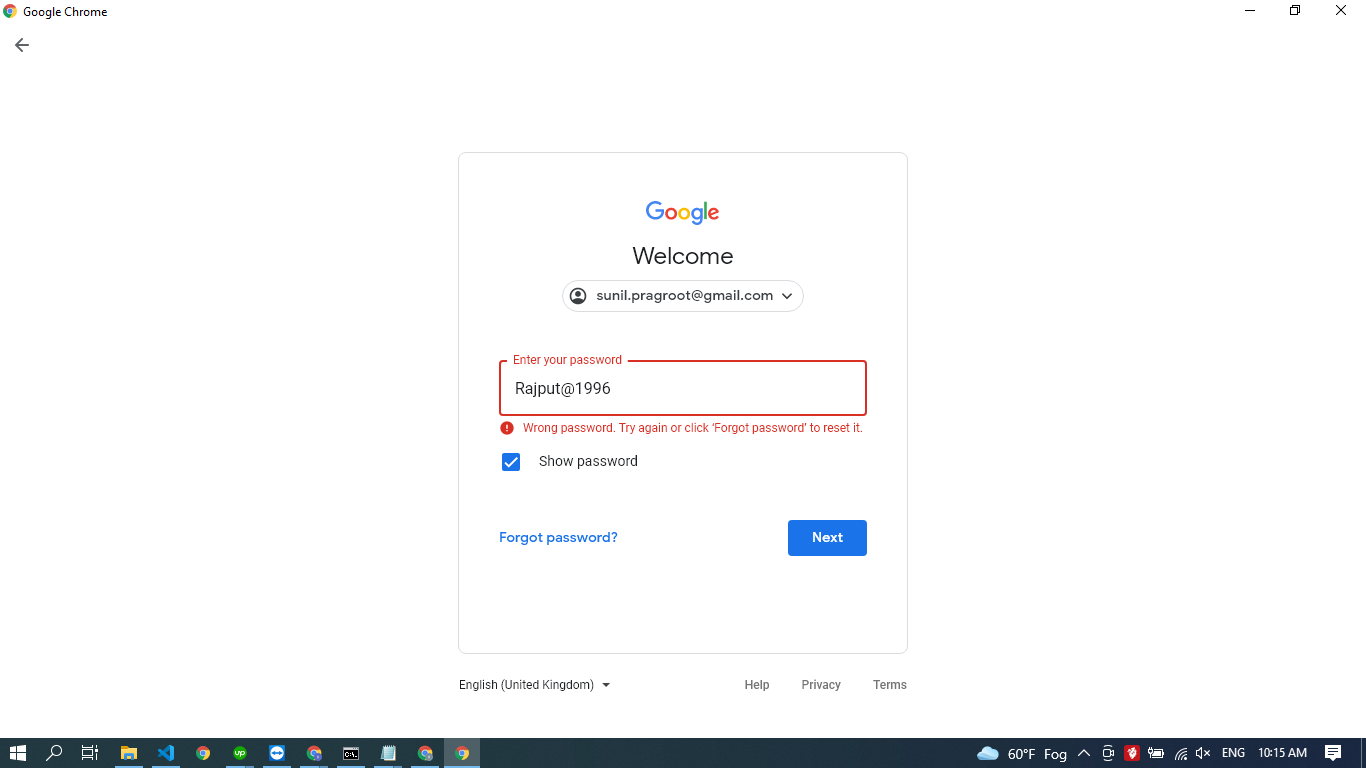 Google Chrome
Google
Welcome
sunil.pragroot@gmail.com
Enter your password
Rajput@1996
Wrong password. Try again or click ‘Forgot password’ to reset it.
Show password
Forgot password?
Next
English (United Kingdom)
Help
Privacy
Terms
up
C:\.
60°F Fog
ENG
10:15 AM